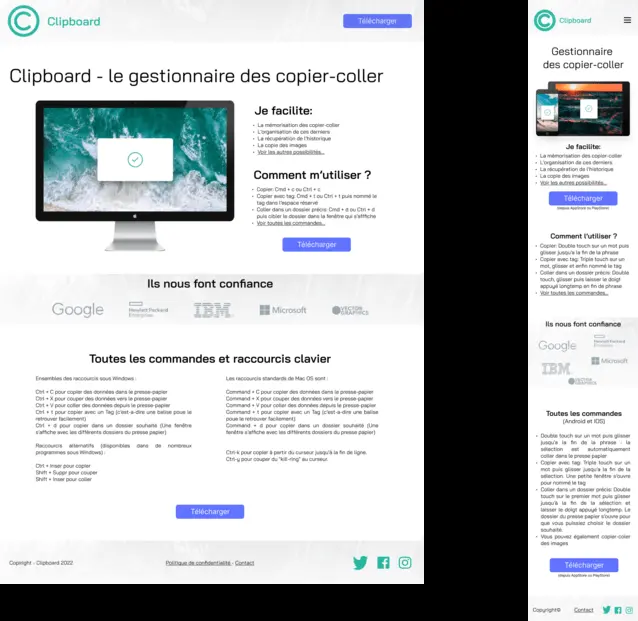 Clipboard
Télécharger
Clipboard - le gestionnaire des copier-coller
Je facilite:
- La mémorisation des copier-coller
- L'organisation de ces derniers
- La récupération de l'historique
- La copie des images
- Voir les autres possibilités...
Comment m'utiliser ?
- Copier: Cmd + c ou Ctrl + c
- Copier avec tag: Cmd + t ou Ctrl + t puis nommé le
tag dans l'espace réservé
- Coller dans un dossier précis: Cmd + d ou Ctrl + d
puis cibler le dossier dans la fenêtre qui s'affiche
- Voir toutes les commandes...
Télécharger
Ils nous font confiance
Google
Hewlett Packard
Enterprise
IBM
Microsoft
VECTOR
GRAPHICS
Toutes les commandes et raccourcis clavier
Ensembles des raccourcis sous Windows :
Ctrl + C pour copier des données dans le presse-papier
Ctrl + X pour couper des données vers le presse-papier
Ctrl + V pour coller des données depuis le presse-papier
Ctrl + t pour copier avec un Tag (c'est-a-dire une balise pour le
retrouver facilement)
Ctrl + d pour copier dans un dossier souhaité (Une fenêtre
s'affiche avec les différents dossiers du presse papier)
Raccourcis alternatifs (disponibles dans de nombreux
programmes sous Windows) :
Ctrl + Inser pour copier
Shift + Suppr pour couper
Shift + Inser pour coller
Les raccourcis standards de Mac OS sont :
Command + C pour copier des données dans le presse-papier
Command + X pour couper des données vers le presse-papier
Command + V pour coller des données depuis le presse-papier
Command + t pour copier avec un Tag (c'est-a-dire une balise
pour le retrouver facilement)
Command + d pour copier dans un dossier souhaité (Une
fenêtre s'affiche avec les différents dossiers du presse papier)
Ctrl-k pour copier à partir du curseur jusqu'à la fin de ligne.
Ctrl-y pour couper du "kill-ring" au curseur.
Télécharger
Copiright - Clipboard 2022
Politique de confidentialité - Contact
Clipboard
Gestionnaire
des copier-coller
Je facilite:
- La mémorisation des copier-coller
- L'organisation de ces derniers
- La récupération de l'historique
- La copie des images
- Voir les autres possibilités...
Télécharger
(depuis AppStore ou PlayStore)
Comment l'utiliser ?
- Copier: Double touch sur un mot puis
glisser jusqu'a la fin de la phrase
- Copier avec tag: Triple touch sur un
mot, glisser et enfin nommé le tag
- Coller dans un dossier précis: Double
touch, glisser puis laisser le doigt
appuyé longtemp en fin de phrase
- Voir toutes les commandes...
Ils nous font confiance
Google
Hewlett Packard
Enterprise
IBM
Microsoft
VECTOR
GRAPHICS
Toutes les commandes
(Android et IOS)
• Double touch sur un mot puis glisser
jusqu'a la fin de la phrase : la
sélection est automatiquement
coller dans le presse papier
• Copier avec tag: Triple touch sur un
mot puis glisser jusqu'à la fin de la
sélection. Une petite fenêtre s'ouvre
pour nommé le tag
• Coller dans un dossier précis: Double
touch sur le premier mot puis glisser
jusqu'à la fin de la sélection et
laisser le doigt appuyé longtemp. Le
dossier du presse papier s'ouvre pour
que vous puissiez choisir le dossier
souhaité.
• Vous pouvez également copier-coller
des images
Télécharger
(depuis AppStore ou PlayStore)
Copyright©
Contact